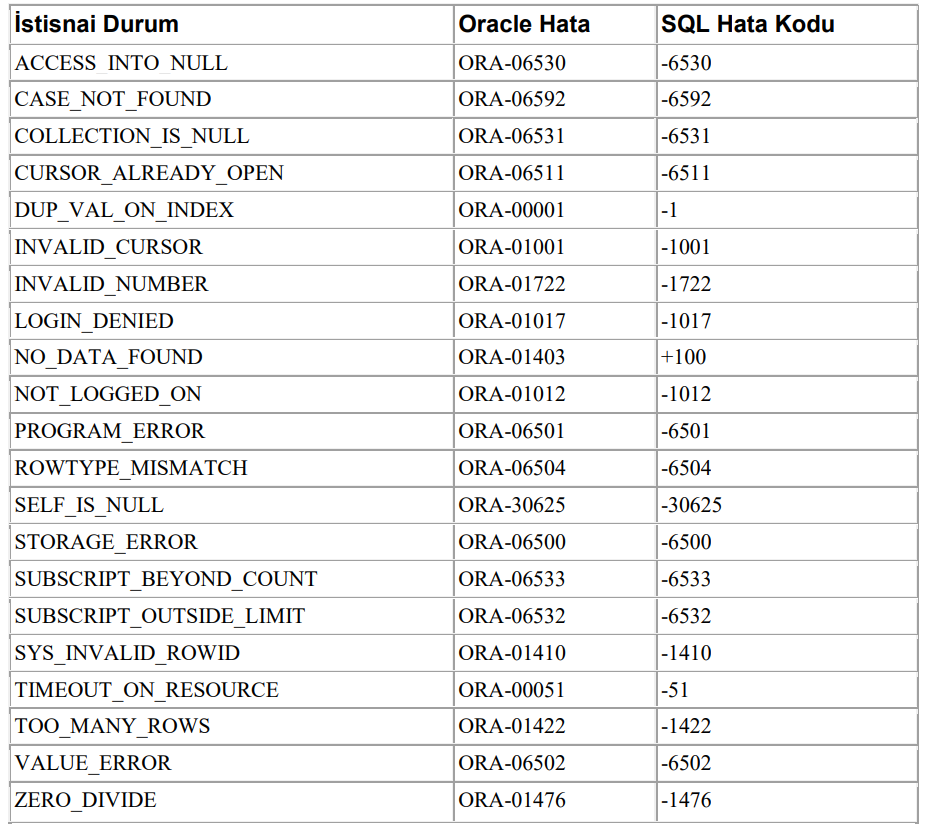 İstisnai Durum Oracle Hata SQL Hata Kodu
ACCESS_INTO_NULL ORA-06530 -6530
CASE_NOT_FOUND ORA-06592 -6592
COLLECTION_IS_NULL ORA-06531 -6531
CURSOR_ALREADY_OPEN ORA-06511 -6511
DUP_VAL_ON_INDEX ORA-00001 -1
INVALID_CURSOR ORA-01001 -1001
INVALID_NUMBER ORA-01722 -1722
LOGIN_DENIED ORA-01017 -1017
NO_DATA_FOUND ORA-01403 +100
NOT_LOGGED_ON ORA-01012 -1012
PROGRAM_ERROR ORA-06501 -6501
ROWTYPE_MISMATCH ORA-06504 -6504
SELF_IS_NULL ORA-30625 -30625
STORAGE_ERROR ORA-06500 -6500
SUBSCRIPT_BEYOND_COUNT ORA-06533 -6533
SUBSCRIPT_OUTSIDE_LIMIT ORA-06532 -6532
SYS_INVALID_ROWID ORA-01410 -1410
TIMEOUT_ON_RESOURCE ORA-00051 -51
TOO_MANY_ROWS ORA-01422 -1422
VALUE_ERROR ORA-06502 -6502
ZERO_DIVIDE ORA-01476 -1476